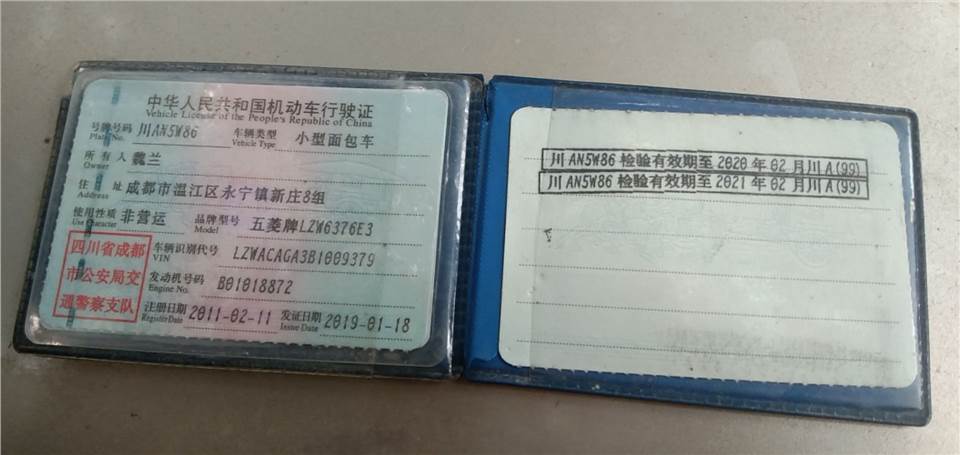 中华人民共和国机动车行驶证
Vehicle License of the People's Republic of China
号牌号码 川AN5W86 车辆类型 小型面包车
Plate No. Vehicle Type
所有人 魏兰
Owner
住址 成都市温江区永宁镇新庄8组
Address
使用性质 非营运 品牌型号 五菱牌LZW6376E3
Use Character Model
四川省成都
市公安局交
通警察支队
车辆识别代号 LZWACAGA3B1009379
VIN
发动机号码 B01018872
Engine No.
注册日期 2011-02-11 发证日期 2019-01-18
Register Date Issue Date
川AN5W86 检验有效期至 2020 年 02 月川A(99)
川AN5W86 检验有效期至 2021 年 02 月川A(99)